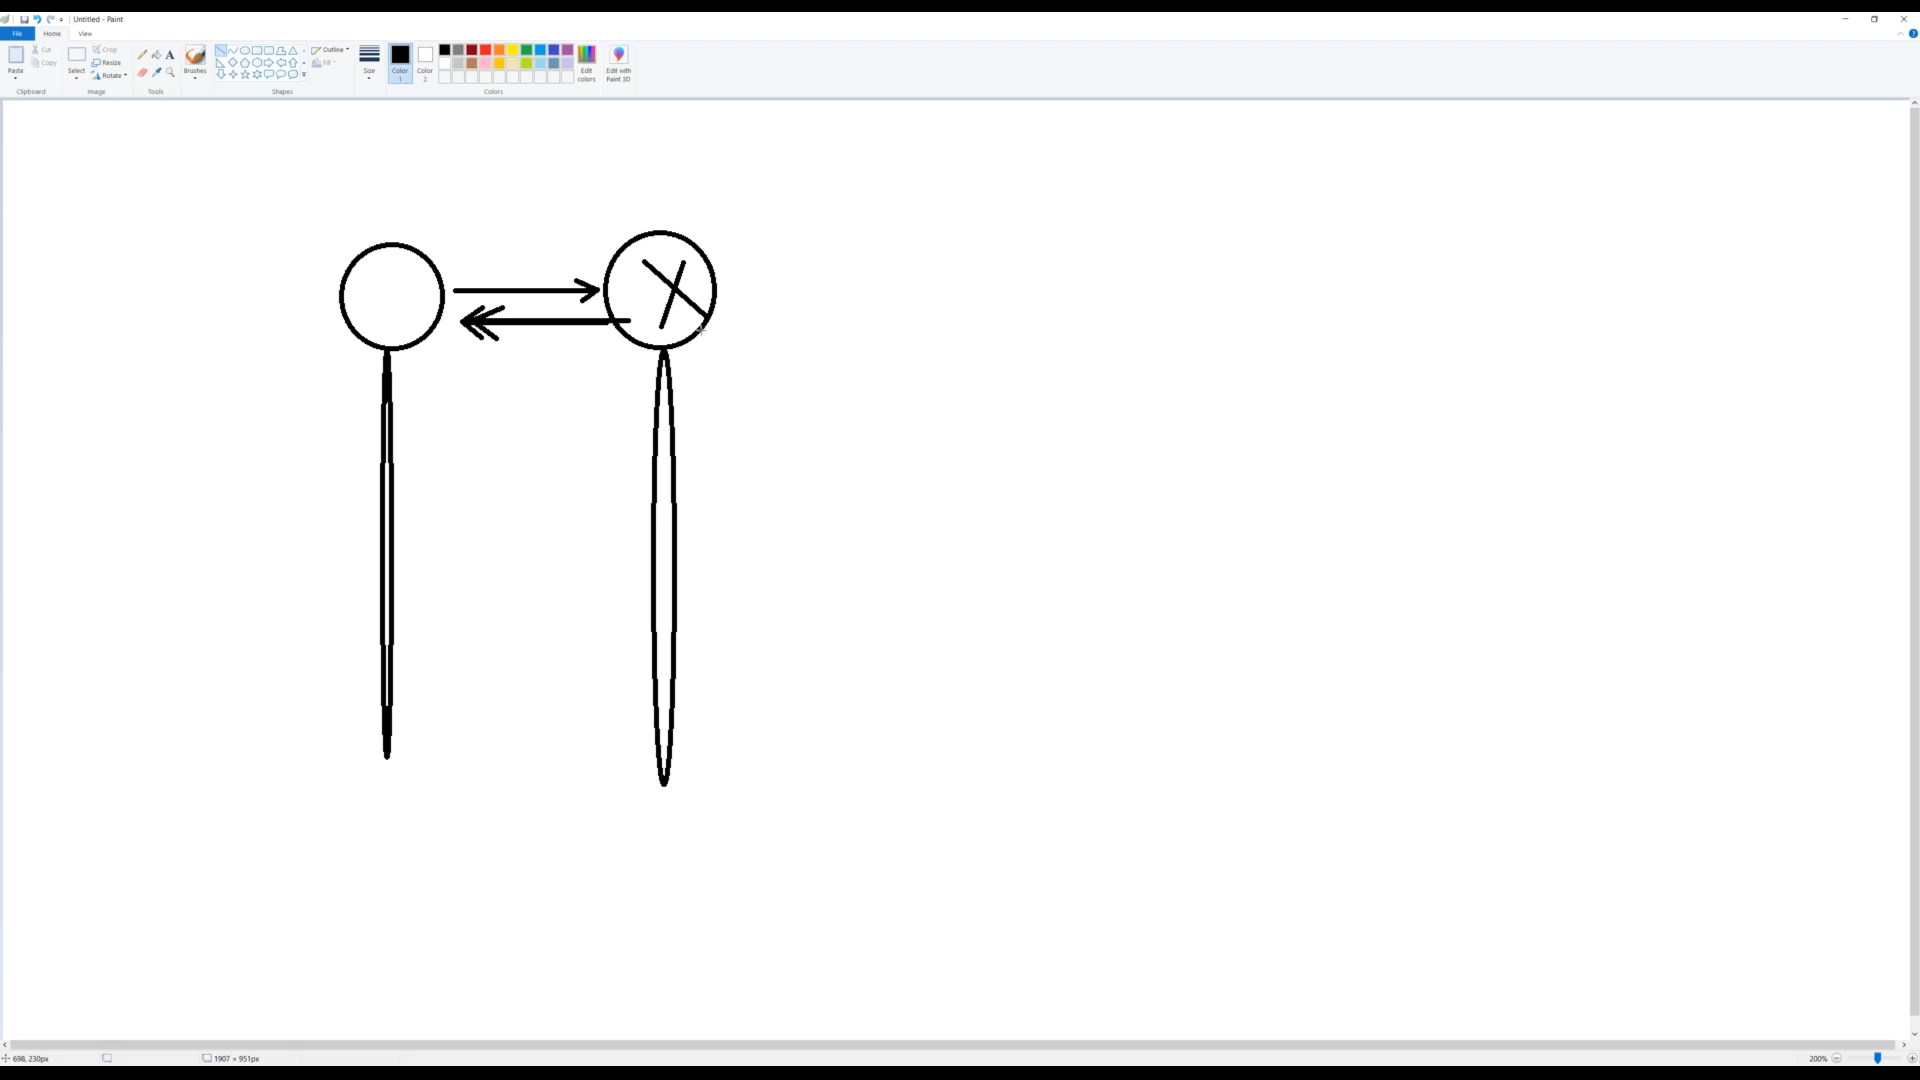 Untitled - Paint
File
Home
View
Paste
Cut
Copy
Clipboard
Select
Crop
Resize
Rotate
Image
A
Tools
Brushes
Outline
Fill
Shapes
Size
Color
1
Color
2
Edit
colors
Colors
Edit with
Paint 3D
X
698, 230px
1907 × 951px
200%